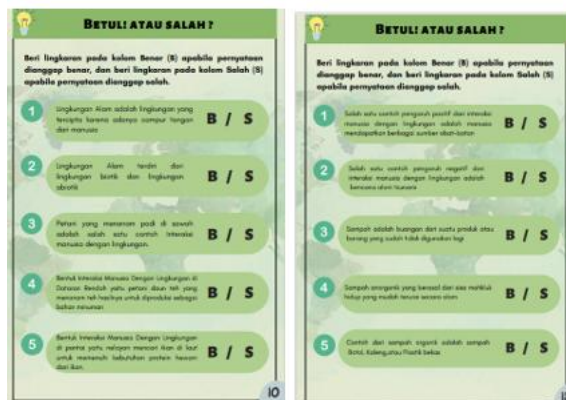 BETUL! ATAU SALAH ?
Beri lingkaran pada kolom Benar (B) apabila pernyataan
dianggap benar, dan beri lingkaran pada kolom Salah (S)
apabila pernyataan dianggap salah.
1
Lingkungan Alam adalah lingkungan yang
tercipta karena adanya campur tangan
dari manusia
B / S
2
Lingkungan Alam terdiri dari
lingkungan biotik dan lingkungan
abiotik
B / S
3
Petani yang menanam padi di sawah
adalah salah satu contoh interaksi
manusia dengan lingkungan.
B / S
4
Bentuk Interaksi Manusia Dengan Lingkungan di
Dataran Rendah yaitu petani daun teh yang
menanam teh hasilnya untuk diproduksi sebagai
bahan minuman
B / S
5
Bentuk Interaksi Manusia Dengan Lingkungan
di pantai yaitu nelayan mencari ikan di laut
untuk memenuhi kebutuhan protein hewani
dari ikan.
B / S
10
BETUL! ATAU SALAH ?
Beri lingkaran pada kolom Benar (B) apabila pernyataan
dianggap benar, dan beri lingkaran pada kolom Salah (S)
apabila pernyataan dianggap salah.
1
Salah satu contoh pengaruh positif dari interaksi
manusia dengan lingkungan adalah manusia
mendapatkan berbagai sumber obat-batan
B / S
2
Salah satu contoh pengaruh negatif dari
interaksi manusia dengan lingkungan adalah
bencana alam tsunami
B / S
3
Sampah adalah buangan dari suatu produk atau
barang yang sudah tidak digunakan lagi
B / S
4
Sampah anorganik yang berasal dari sisa makhluk
hidup yang mudah terurai secara alami
B / S
5
Contoh dari sampah organik adalah sampah
Botol, Kaleng,atau Plastik bekas
B / S